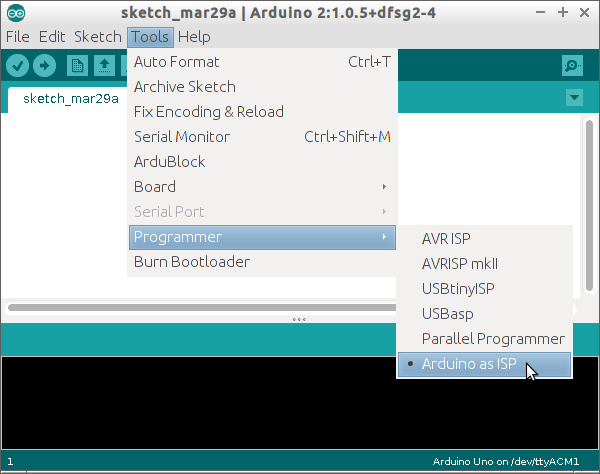 sketch_mar29a | Arduino 2:1.0.5+dfsg2-4
File Edit Sketch Tools Help
sketch_mar29a
Auto Format Ctrl+T
Archive Sketch
Fix Encoding & Reload
Serial Monitor Ctrl+Shift+M
ArduBlock
Board
Serial Port
Programmer
Burn Bootloader
AVR ISP
AVRISP mkII
USBtinyISP
USBasp
Parallel Programmer
Arduino as ISP
1 Arduino Uno on /dev/ttyACM1